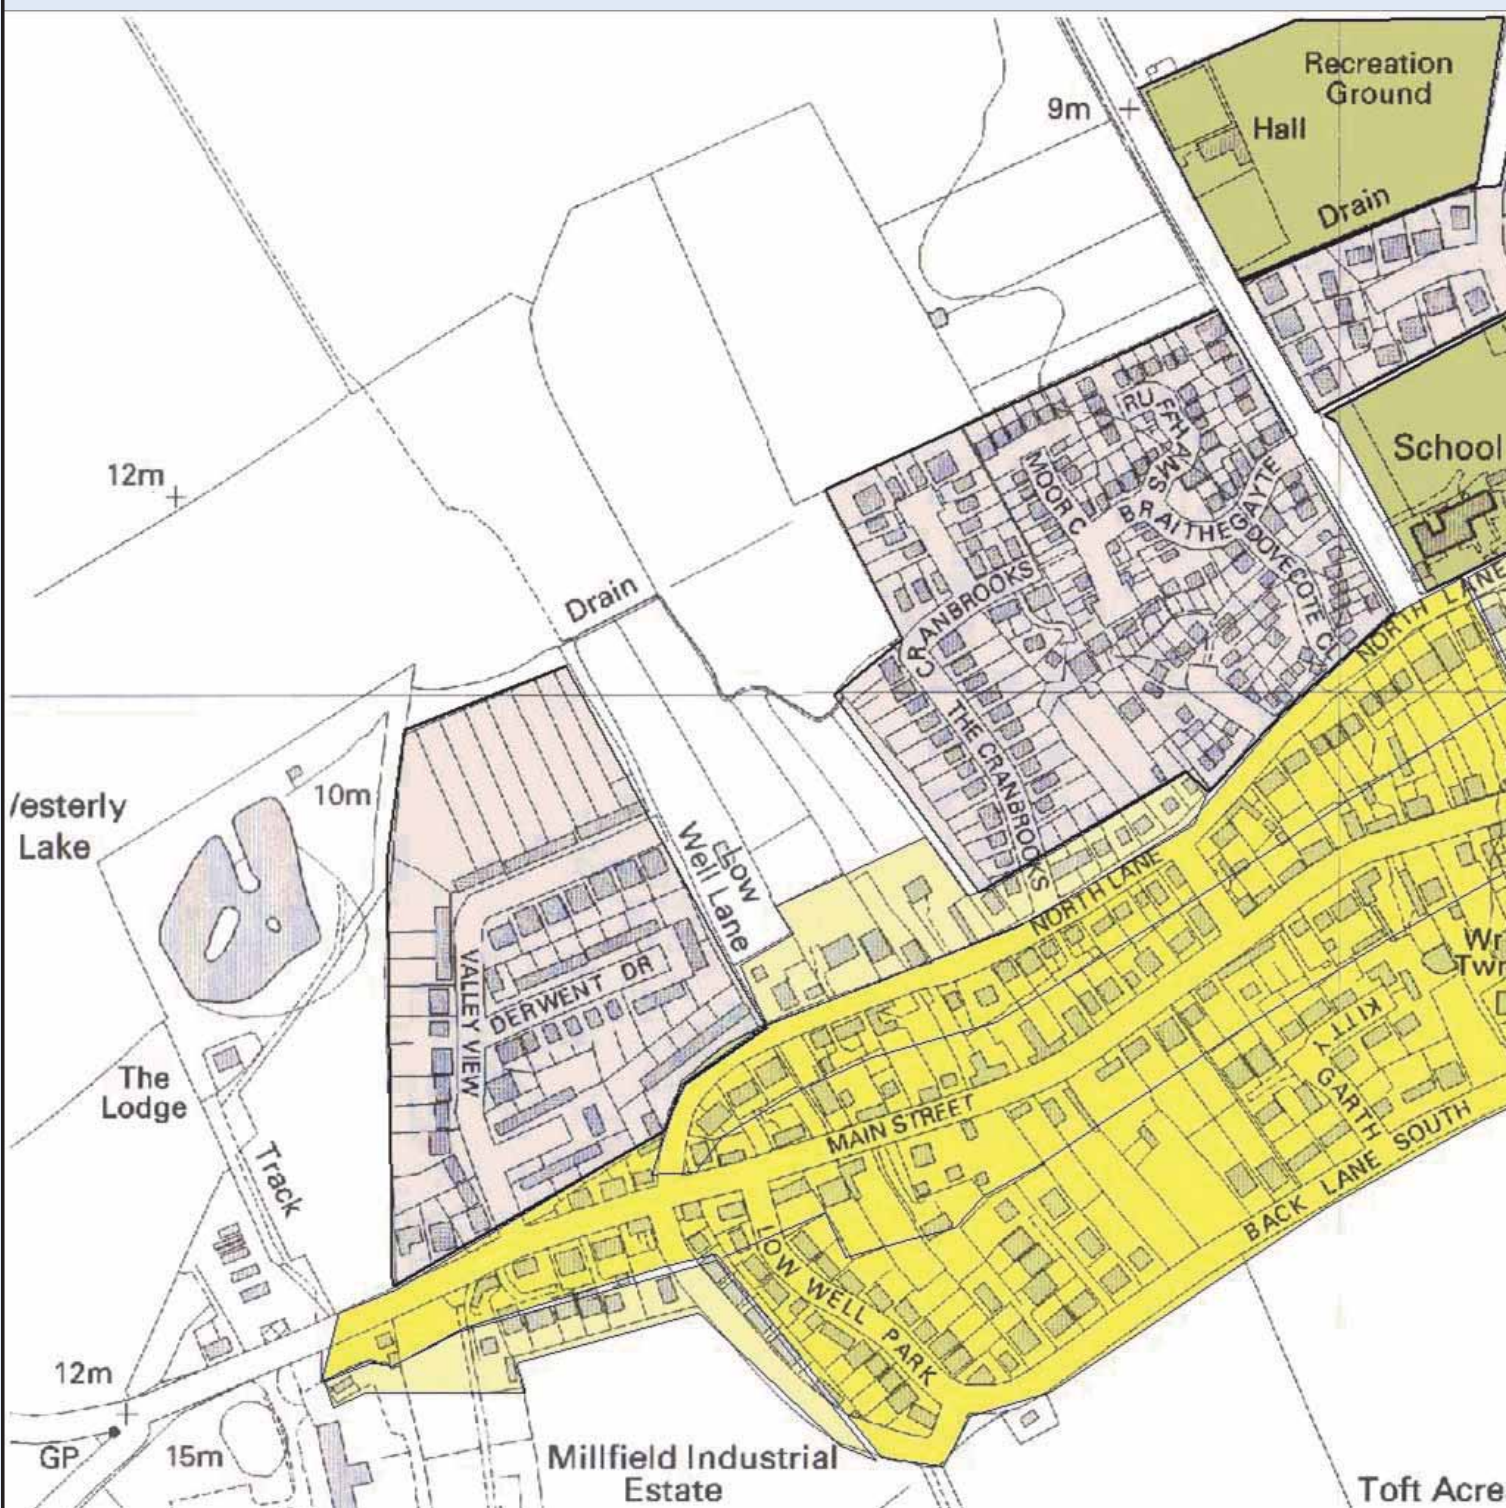 Recreation
Ground
9m
Hall
Drain
RUFFHAMS
School
12m
MOOR C
BRAITHEGAYTE
DOVECOTE CL
CRANBROOKS
Drain
NORTH LANE
THE CRANBROOKS
esterly
Lake
10m
Low
Well Lane
NORTH LANE
VALLEY VIEW
DERWENT DR
KITTY GARTH
The
Lodge
MAIN STREET
BACK LANE SOUTH
Track
LOW WELL PARK
12m
GP
15m
Millfield Industrial
Estate
Toft Acre